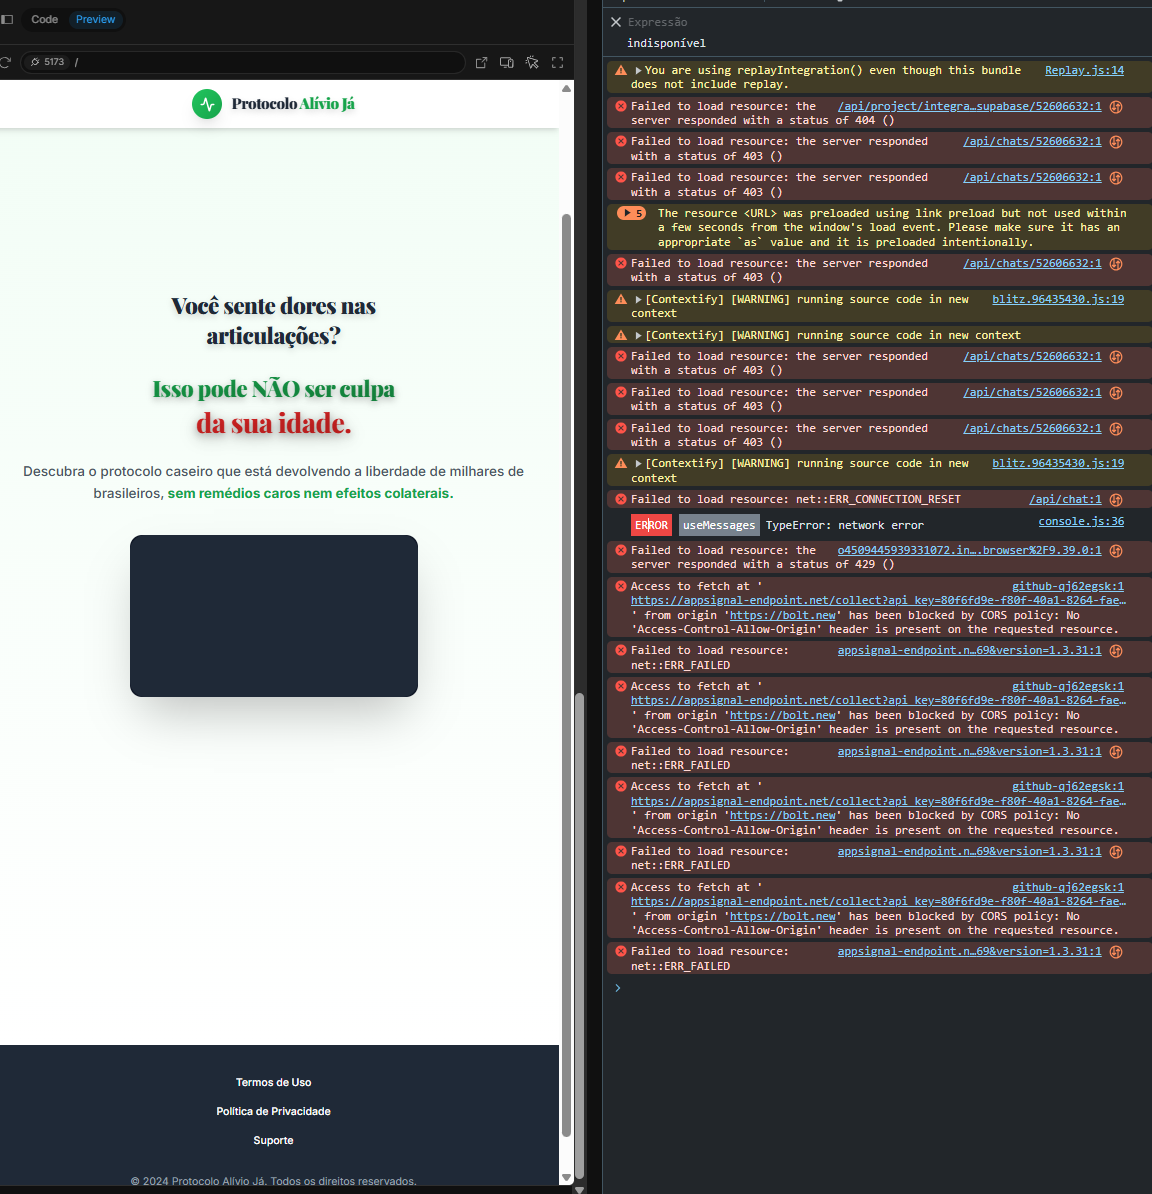 Code Preview
5173 /
Protocolo Alívio Já
Você sente dores nas
articulações?
Isso pode NÃO ser culpa
da sua idade.
Descubra o protocolo caseiro que está devolvendo a liberdade de milhares de
brasileiros, sem remédios caros nem efeitos colaterais.
Termos de Uso
Política de Privacidade
Suporte
© 2024 Protocolo Alívio Já. Todos os direitos reservados.
Expressão
indisponível
You are using replayIntegration() even though this bundle Replay.js:14
does not include replay.
Failed to load resource: the /api/project/integra…supabase/52606632:1
server responded with a status of 404 ()
Failed to load resource: the server responded /api/chats/52606632:1
with a status of 403 ()
Failed to load resource: the server responded /api/chats/52606632:1
with a status of 403 ()
5 The resource <URL> was preloaded using link preload but not used within
a few seconds from the window's load event. Please make sure it has an
appropriate `as` value and it is preloaded intentionally.
Failed to load resource: the server responded /api/chats/52606632:1
with a status of 403 ()
[Contextify] [WARNING] running source code in new blitz.96435430.js:19
context
[Contextify] [WARNING] running source code in new context
Failed to load resource: the server responded /api/chats/52606632:1
with a status of 403 ()
Failed to load resource: the server responded /api/chats/52606632:1
with a status of 403 ()
Failed to load resource: the server responded /api/chats/52606632:1
with a status of 403 ()
[Contextify] [WARNING] running source code in new blitz.96435430.js:19
context
Failed to load resource: net::ERR_CONNECTION_RESET /api/chat:1
ERROR useMessages TypeError: network error console.js:36
Failed to load resource: the o4509445939331072.in….browser%2F9.39.0:1
server responded with a status of 429 ()
Access to fetch at ' github-qj62egsk:1
https://appsignal-endpoint.net/collect?api_key=80f6fd9e-f80f-40a1-8264-fae…
' from origin 'https://bolt.new' has been blocked by CORS policy: No
'Access-Control-Allow-Origin' header is present on the requested resource.
Failed to load resource: appsignal-endpoint.n…69&version=1.3.31:1
net::ERR_FAILED
Access to fetch at ' github-qj62egsk:1
https://appsignal-endpoint.net/collect?api_key=80f6fd9e-f80f-40a1-8264-fae…
' from origin 'https://bolt.new' has been blocked by CORS policy: No
'Access-Control-Allow-Origin' header is present on the requested resource.
Failed to load resource: appsignal-endpoint.n…69&version=1.3.31:1
net::ERR_FAILED
Access to fetch at ' github-qj62egsk:1
https://appsignal-endpoint.net/collect?api_key=80f6fd9e-f80f-40a1-8264-fae…
' from origin 'https://bolt.new' has been blocked by CORS policy: No
'Access-Control-Allow-Origin' header is present on the requested resource.
Failed to load resource: appsignal-endpoint.n…69&version=1.3.31:1
net::ERR_FAILED
Access to fetch at ' github-qj62egsk:1
https://appsignal-endpoint.net/collect?api_key=80f6fd9e-f80f-40a1-8264-fae…
' from origin 'https://bolt.new' has been blocked by CORS policy: No
'Access-Control-Allow-Origin' header is present on the requested resource.
Failed to load resource: appsignal-endpoint.n…69&version=1.3.31:1
net::ERR_FAILED